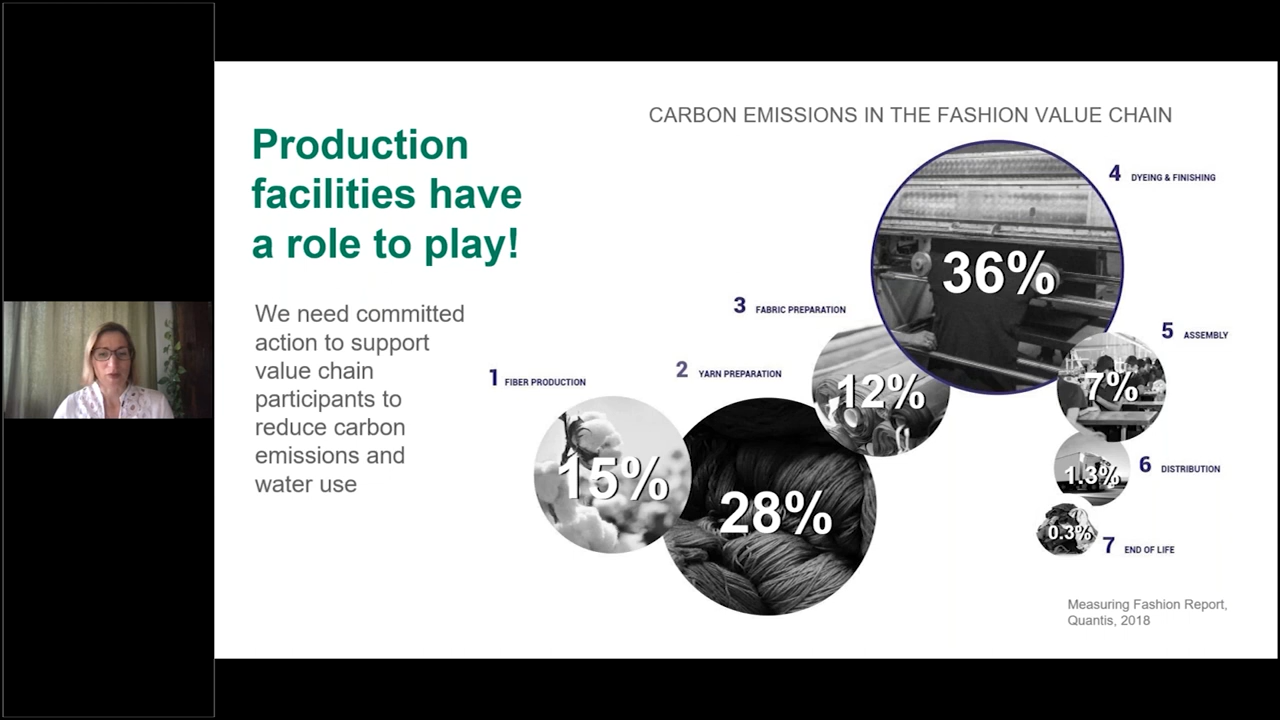 CARBON EMISSIONS IN THE FASHION VALUE CHAIN
Production
facilities have
a role to play!
We need committed
action to support
value chain
participants to
reduce carbon
emissions and
water use
1 FIBER PRODUCTION
15%
2 YARN PREPARATION
28%
3 FABRIC PREPARATION
12%
4 DYEING & FINISHING
36%
5 ASSEMBLY
7%
6 DISTRIBUTION
1.3%
7 END OF LIFE
0.3%
Measuring Fashion Report,
Quantis, 2018